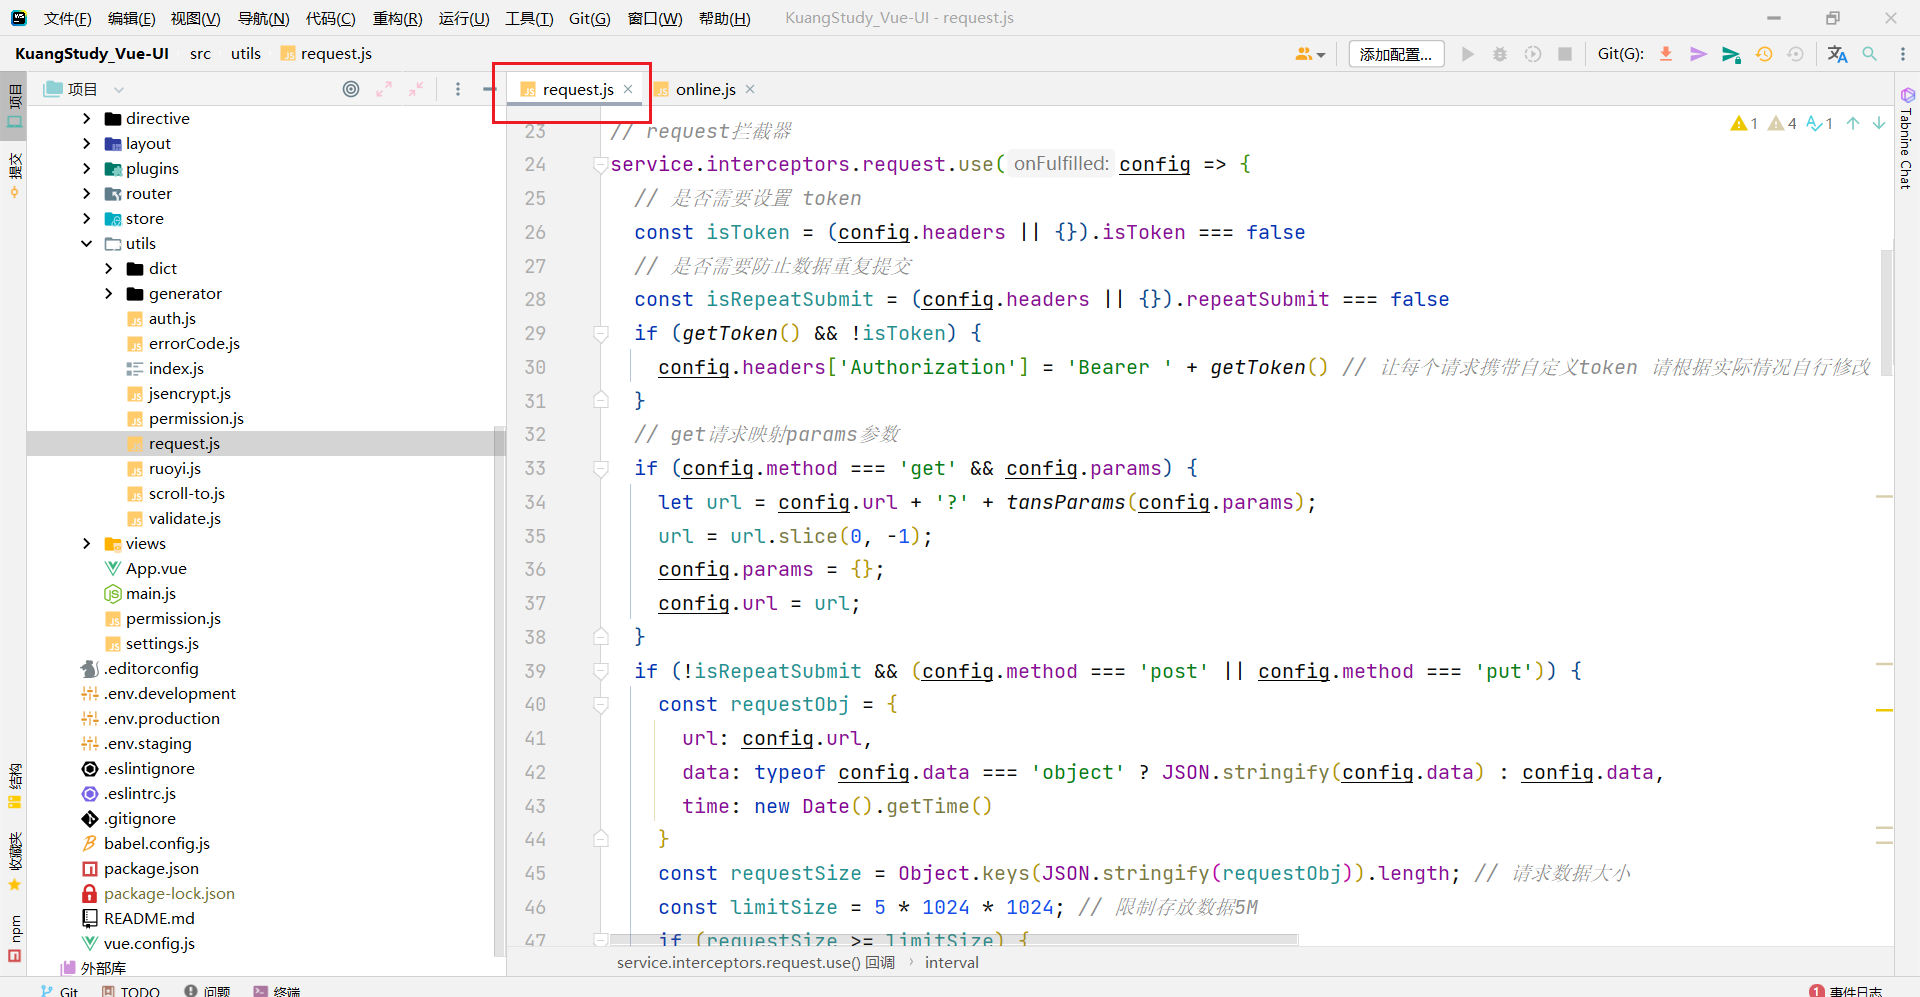 文件(F) 编辑(E) 视图(V) 导航(N) 代码(C) 重构(R) 运行(U) 工具(T) Git(G) 窗口(W) 帮助(H) KuangStudy_Vue-UI - request.js
KuangStudy_Vue-UI src utils request.js 添加配置... Git(G):
项目
提交
结构
收藏夹
npm
项目
directive
layout
plugins
router
store
utils
dict
generator
auth.js
errorCode.js
index.js
jsencrypt.js
permission.js
request.js
ruoyi.js
scroll-to.js
validate.js
views
App.vue
main.js
permission.js
settings.js
.editorconfig
.env.development
.env.production
.env.staging
.eslintignore
.eslintrc.js
.gitignore
babel.config.js
package.json
package-lock.json
README.md
vue.config.js
外部库
request.js online.js
1 4 1
23 // request拦截器
24 service.interceptors.request.use( onFulfilled: config => {
25 // 是否需要设置 token
26 const isToken = (config.headers || {}).isToken === false
27 // 是否需要防止数据重复提交
28 const isRepeatSubmit = (config.headers || {}).repeatSubmit === false
29 if (getToken() && !isToken) {
30 config.headers['Authorization'] = 'Bearer ' + getToken() // 让每个请求携带自定义token 请根据实际情况自行修改
31 }
32 // get请求映射params参数
33 if (config.method === 'get' && config.params) {
34 let url = config.url + '?' + tansParams(config.params);
35 url = url.slice(0, -1);
36 config.params = {};
37 config.url = url;
38 }
39 if (!isRepeatSubmit && (config.method === 'post' || config.method === 'put')) {
40 const requestObj = {
41 url: config.url,
42 data: typeof config.data === 'object' ? JSON.stringify(config.data) : config.data,
43 time: new Date().getTime()
44 }
45 const requestSize = Object.keys(JSON.stringify(requestObj)).length; // 请求数据大小
46 const limitSize = 5 * 1024 * 1024; // 限制存放数据5M
47 if (requestSize >= limitSize) {
service.interceptors.request.use() 回调 interval
Tabnine Chat
Git TODO 问题 终端 1 事件日志